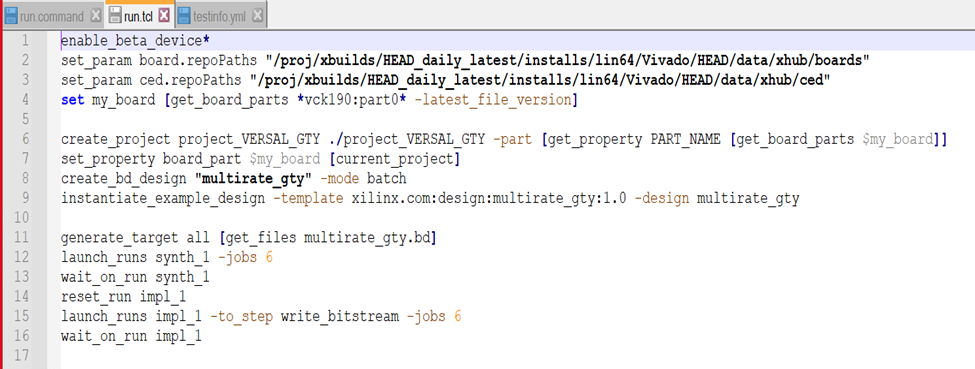 run.command run.tcl testinfo.yml
1 enable_beta_device*
2 set_param board.repoPaths "/proj/xbuilds/HEAD_daily_latest/installs/lin64/Vivado/HEAD/data/xhub/boards"
3 set_param ced.repoPaths "/proj/xbuilds/HEAD_daily_latest/installs/lin64/Vivado/HEAD/data/xhub/ced"
4 set my_board [get_board_parts *vck190:part0* -latest_file_version]
5
6 create_project project_VERSAL_GTY ./project_VERSAL_GTY -part [get_property PART_NAME [get_board_parts $my_board]]
7 set_property board_part $my_board [current_project]
8 create_bd_design "multirate_gty" -mode batch
9 instantiate_example_design -template xilinx.com:design:multirate_gty:1.0 -design multirate_gty
10
11 generate_target all [get_files multirate_gty.bd]
12 launch_runs synth_1 -jobs 6
13 wait_on_run synth_1
14 reset_run impl_1
15 launch_runs impl_1 -to_step write_bitstream -jobs 6
16 wait_on_run impl_1
17